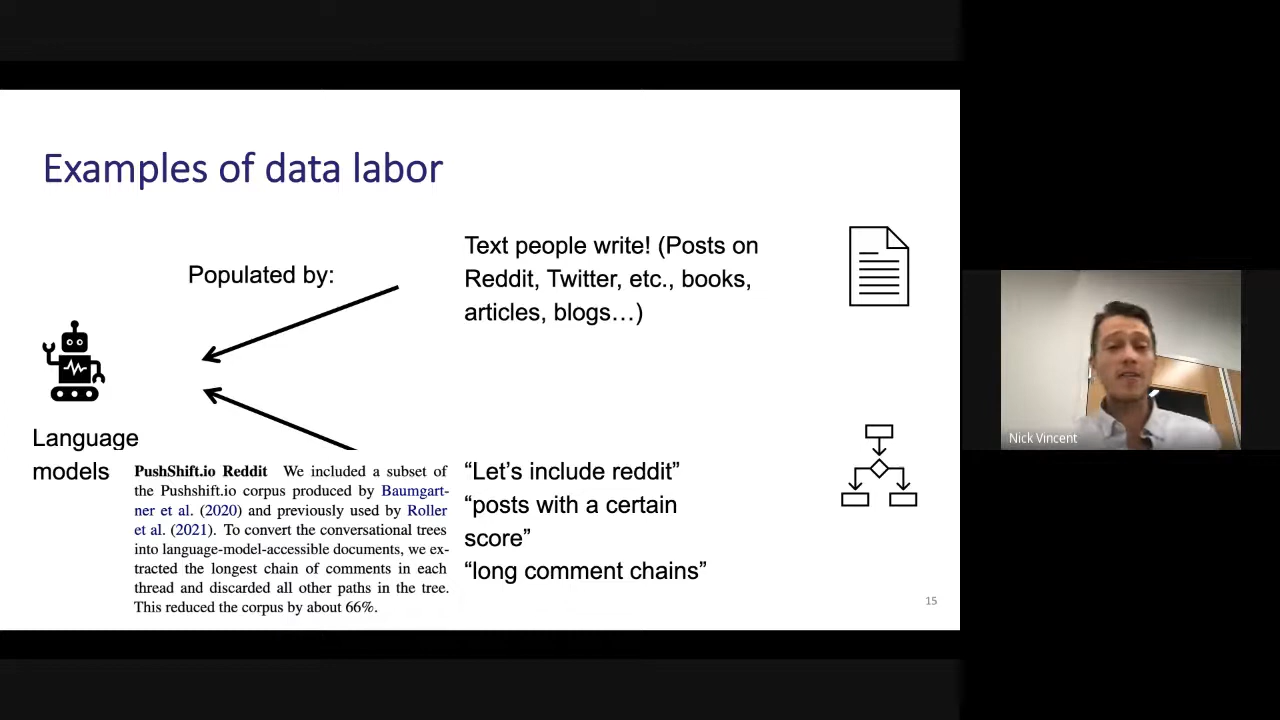 Examples of data labor
Populated by:
Text people write! (Posts on
Reddit, Twitter, etc., books,
articles, blogs…)
Language
models
PushShift.io Reddit We included a subset of
the Pushshift.io corpus produced by Baumgart-
ner et al. (2020) and previously used by Roller
et al. (2021). To convert the conversational trees
into language-model-accessible documents, we ex-
tracted the longest chain of comments in each
thread and discarded all other paths in the tree.
This reduced the corpus by about 66%.
“Let’s include reddit”
“posts with a certain
score”
“long comment chains”
15
Nick Vincent